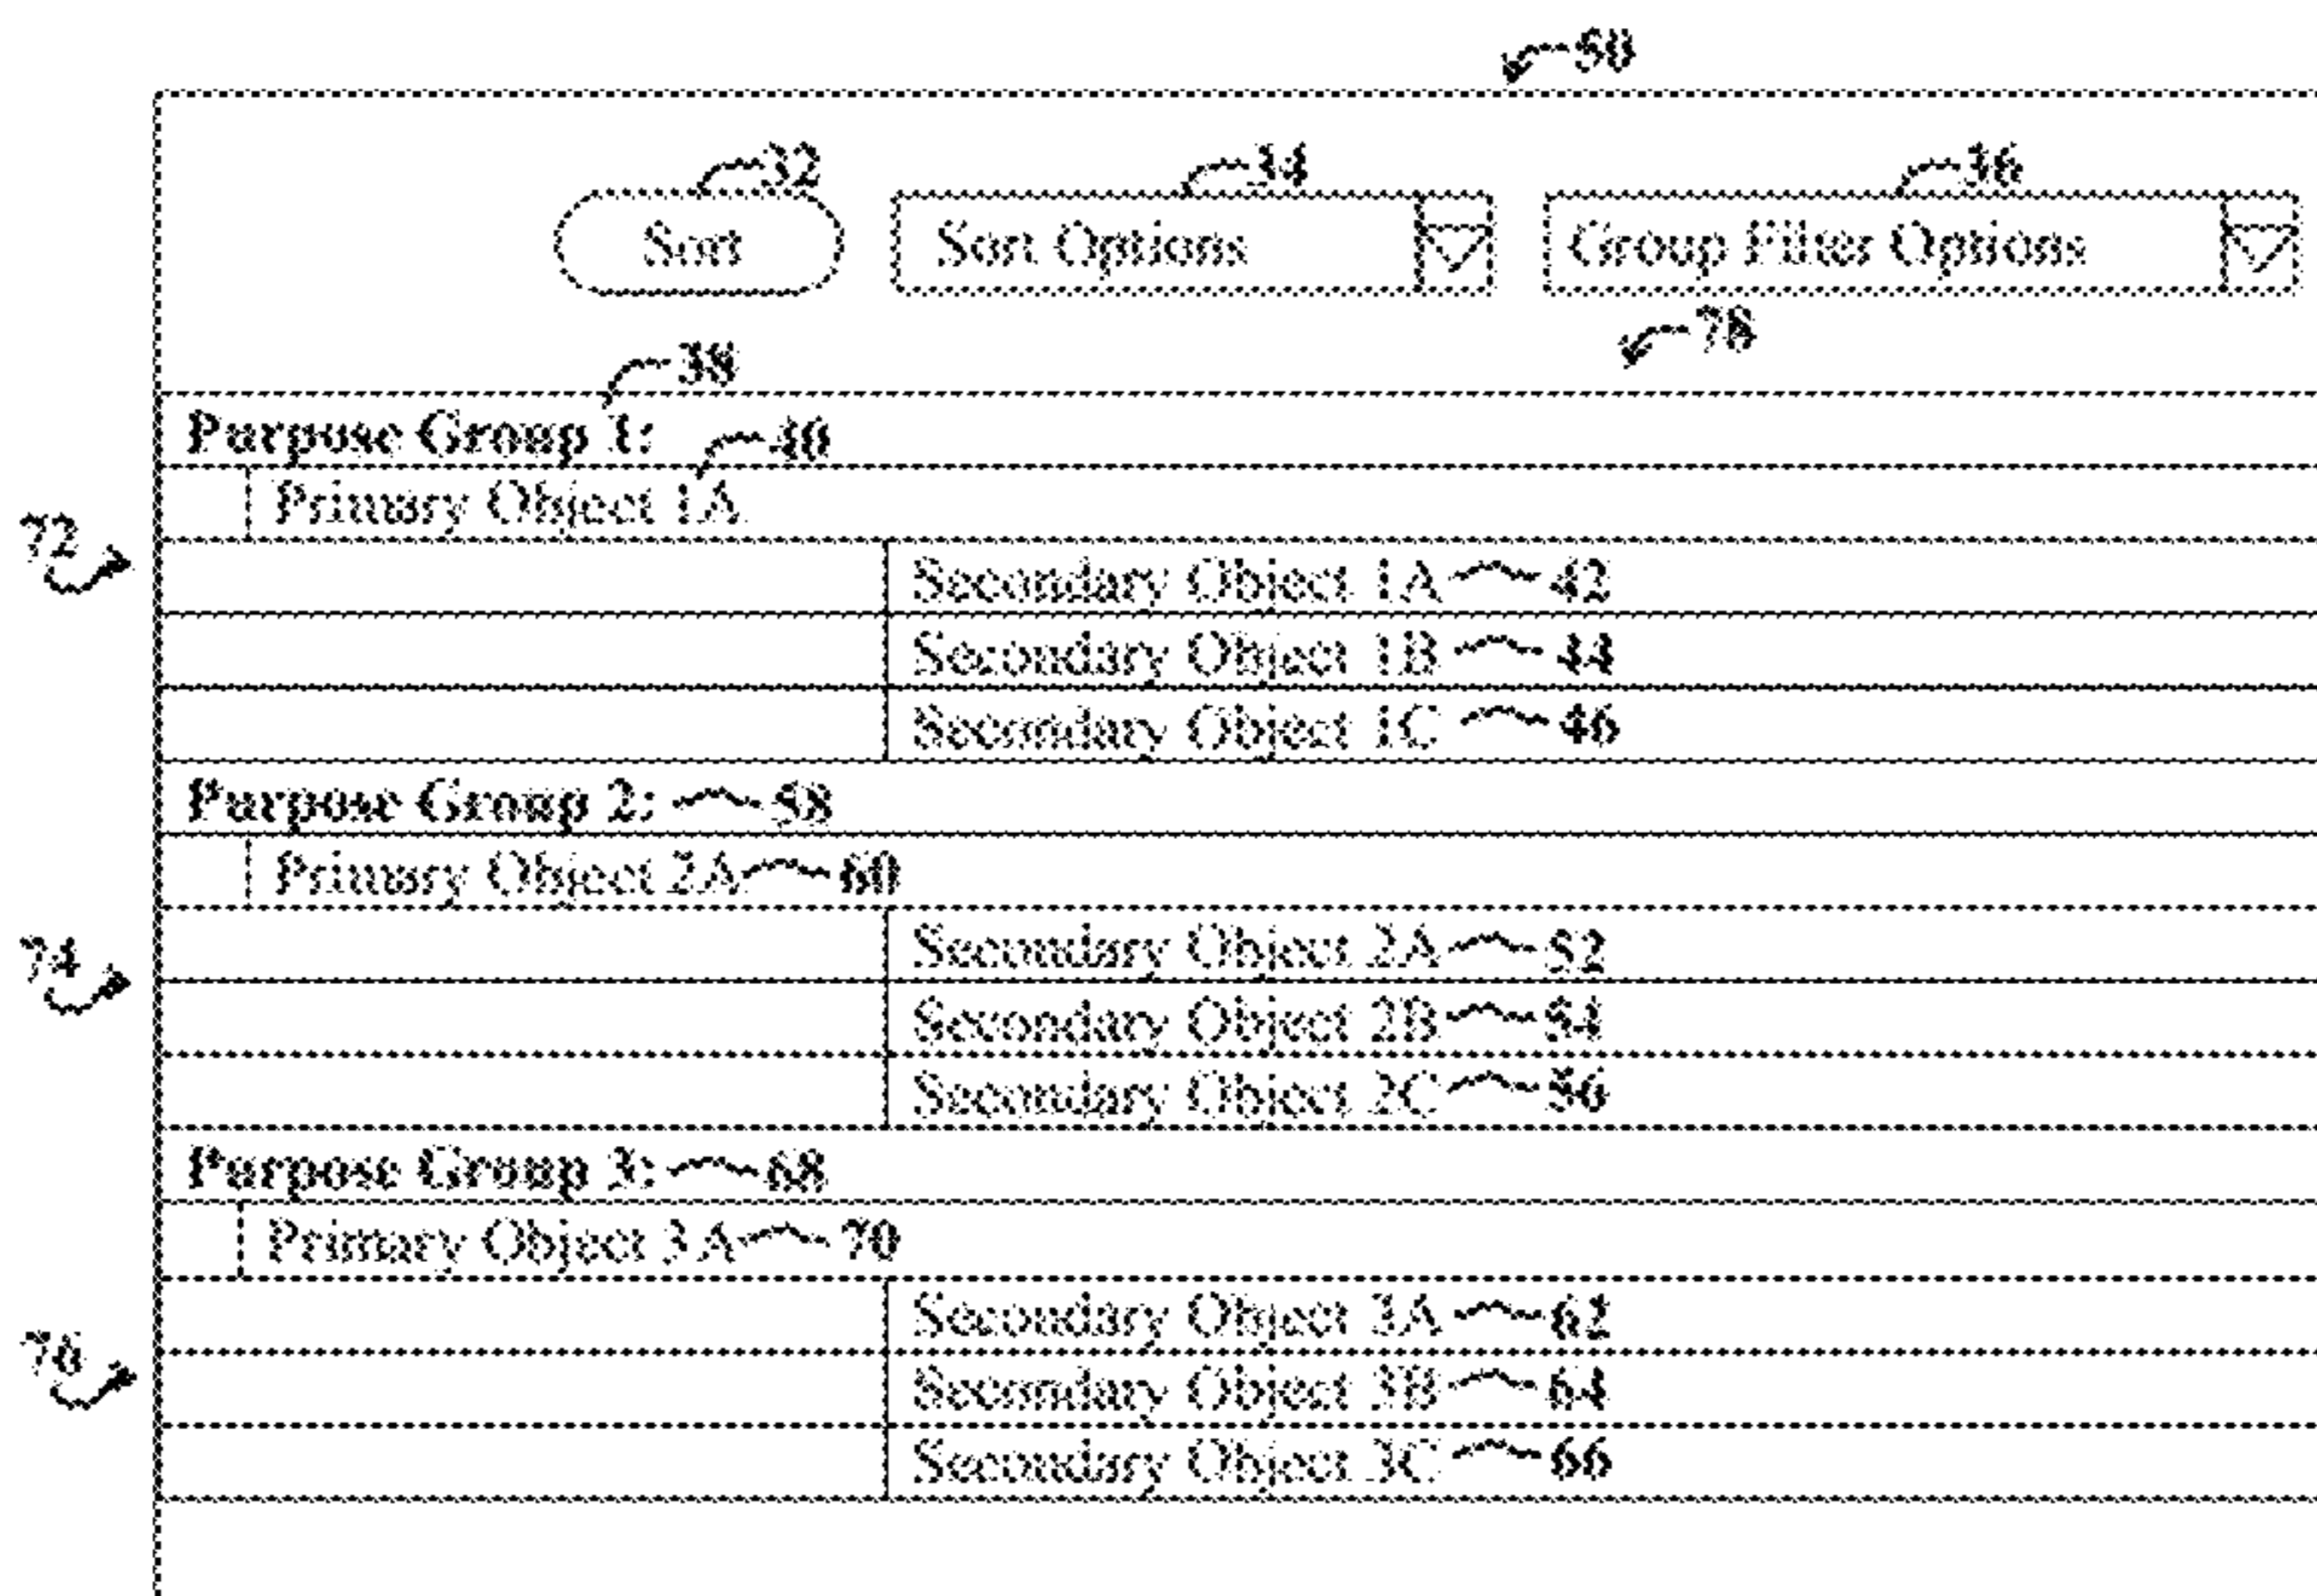 50
32 34 36
Sort Sort Options Group Filter Options
78
38
Purpose Group 1: 40
Primary Object 1A
72
Secondary Object 1A 42
Secondary Object 1B 44
Secondary Object 1C 46
Purpose Group 2: 58
Primary Object 2A 60
74
Secondary Object 2A 52
Secondary Object 2B 54
Secondary Object 2C 56
Purpose Group 3: 68
Primary Object 3A 70
76
Secondary Object 3A 62
Secondary Object 3B 64
Secondary Object 3C 66